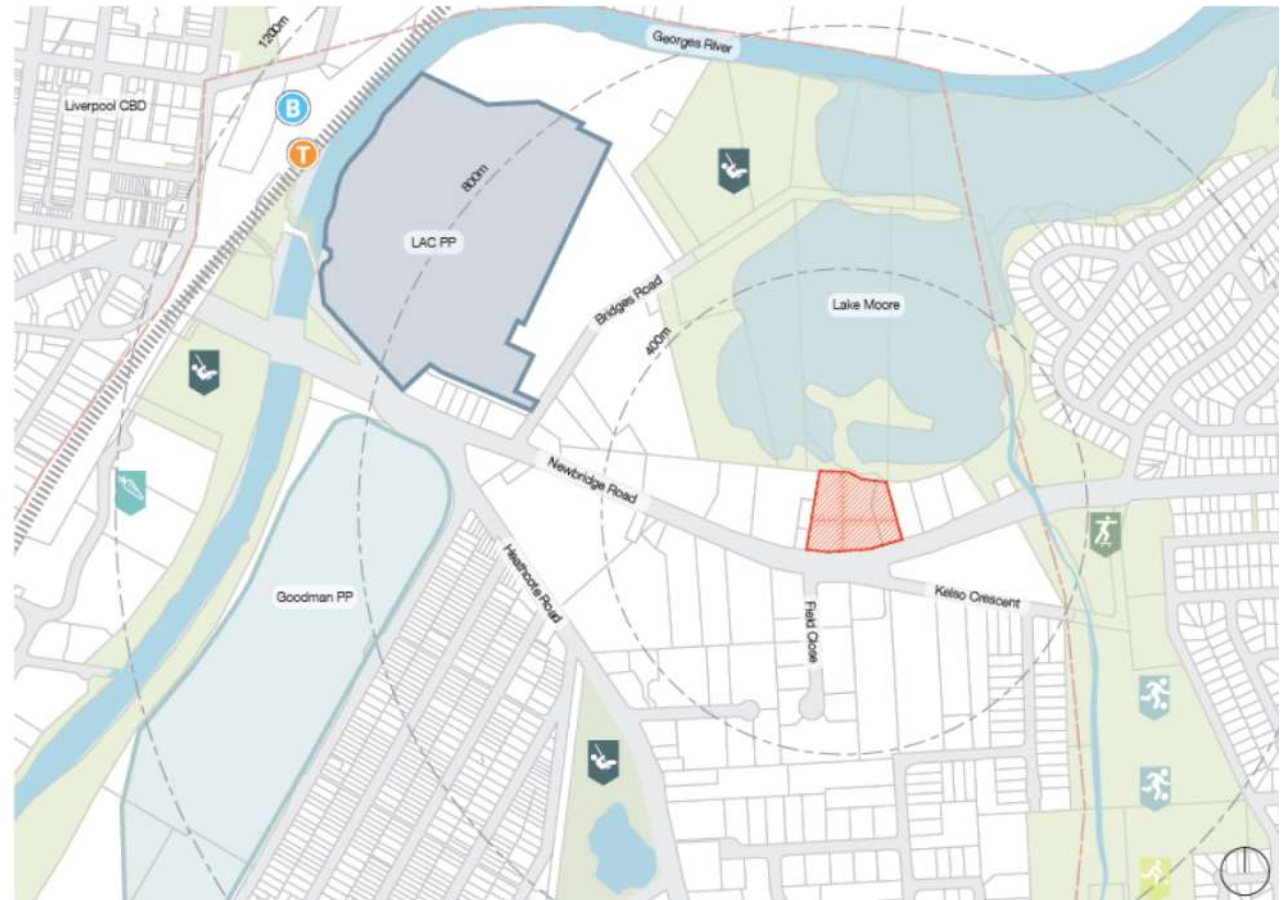 1200m
Georges River
Liverpool CBD
B
T
800m
LAC PP
Bridges Road
Lake Moore
400m
Newbridge Road
Heathcote Road
Goodman PP
Kelso Crescent
Field Close